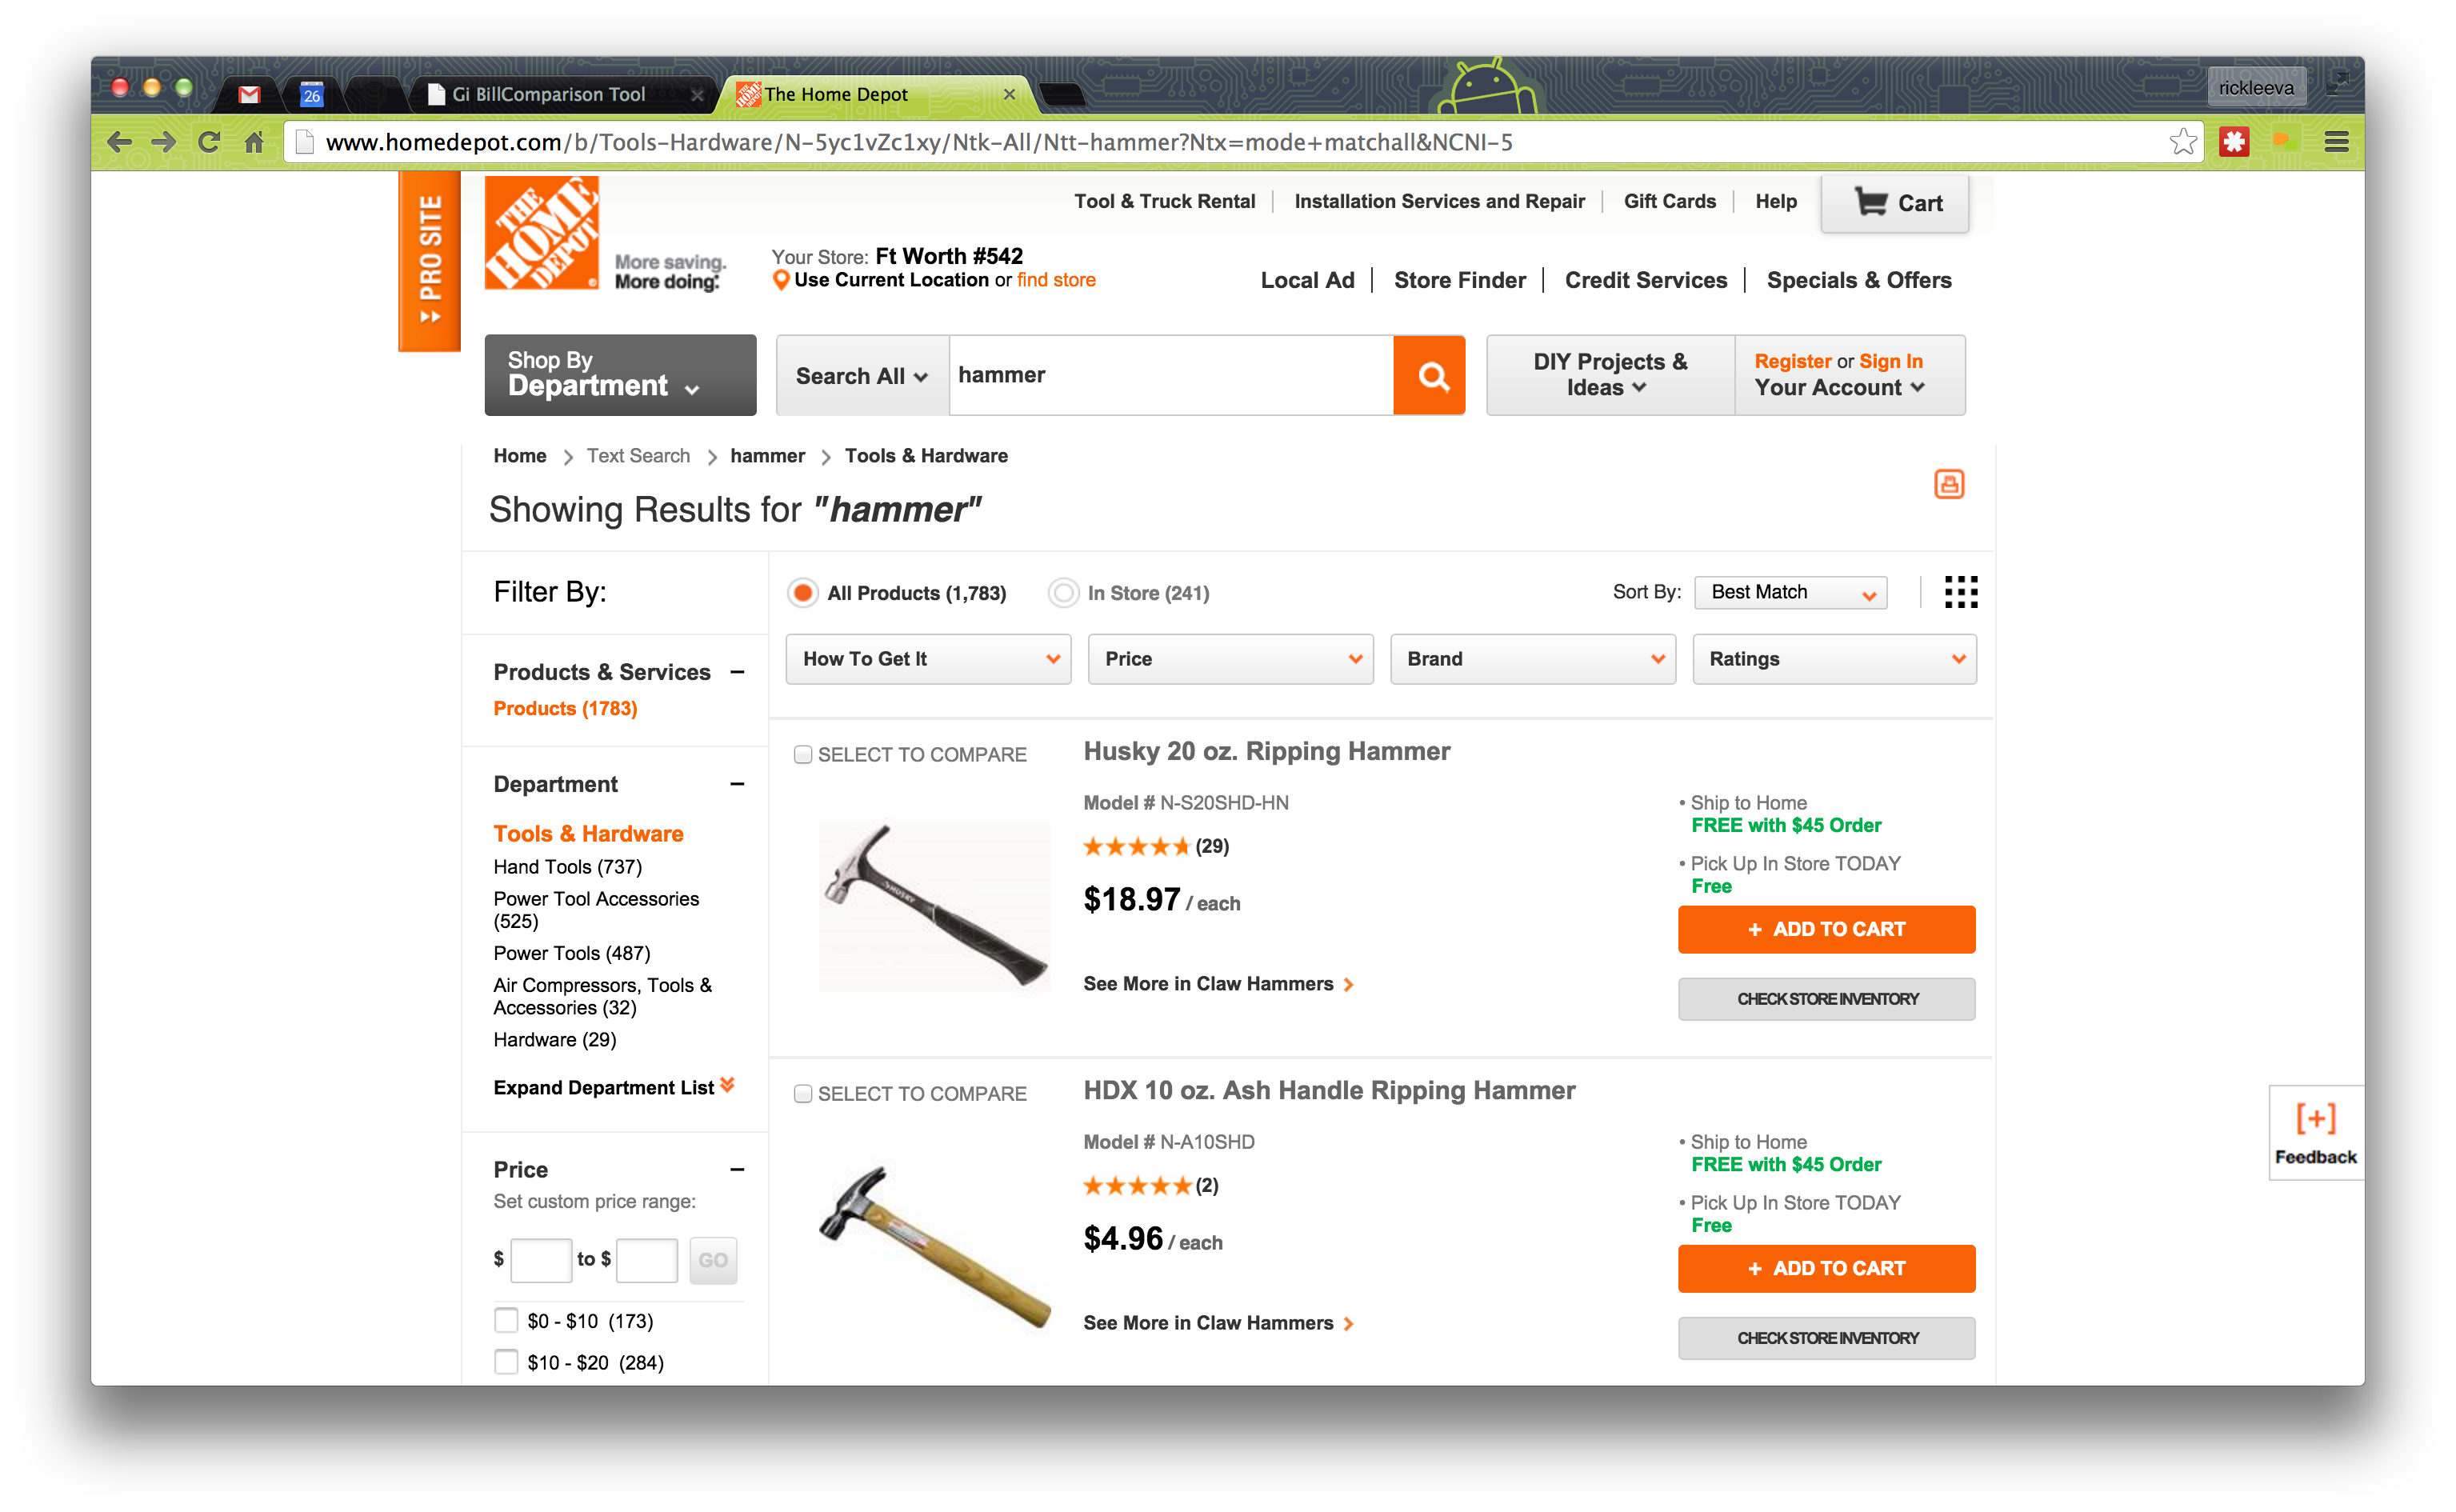 26
Gi BillComparison Tool
The Home Depot
rickleeva
www.homedepot.com/b/Tools-Hardware/N-5yc1vZc1xy/Ntk-All/Ntt-hammer?Ntx=mode+matchall&NCNI-5
PRO SITE
THE HOME DEPOT
More saving.
More doing.
Tool & Truck Rental
Installation Services and Repair
Gift Cards
Help
Cart
Your Store: Ft Worth #542
Use Current Location or find store
Local Ad
Store Finder
Credit Services
Specials & Offers
Shop By
Department
Search All
hammer
DIY Projects &
Ideas
Register or Sign In
Your Account
Home > Text Search > hammer > Tools & Hardware
Showing Results for "hammer"
Filter By:
All Products (1,783)
In Store (241)
Sort By: Best Match
How To Get It
Price
Brand
Ratings
Products & Services
Products (1783)
Department
Tools & Hardware
Hand Tools (737)
Power Tool Accessories
(525)
Power Tools (487)
Air Compressors, Tools &
Accessories (32)
Hardware (29)
Expand Department List
Price
Set custom price range:
$ to $ GO
$0 - $10 (173)
$10 - $20 (284)
SELECT TO COMPARE
HUSKY
Husky 20 oz. Ripping Hammer
Model # N-S20SHD-HN
(29)
$18.97 / each
See More in Claw Hammers
• Ship to Home
FREE with $45 Order
• Pick Up In Store TODAY
Free
+ ADD TO CART
CHECK STORE INVENTORY
SELECT TO COMPARE
HDX 10 oz. Ash Handle Ripping Hammer
Model # N-A10SHD
(2)
$4.96 / each
See More in Claw Hammers
• Ship to Home
FREE with $45 Order
• Pick Up In Store TODAY
Free
+ ADD TO CART
CHECK STORE INVENTORY
[+]
Feedback